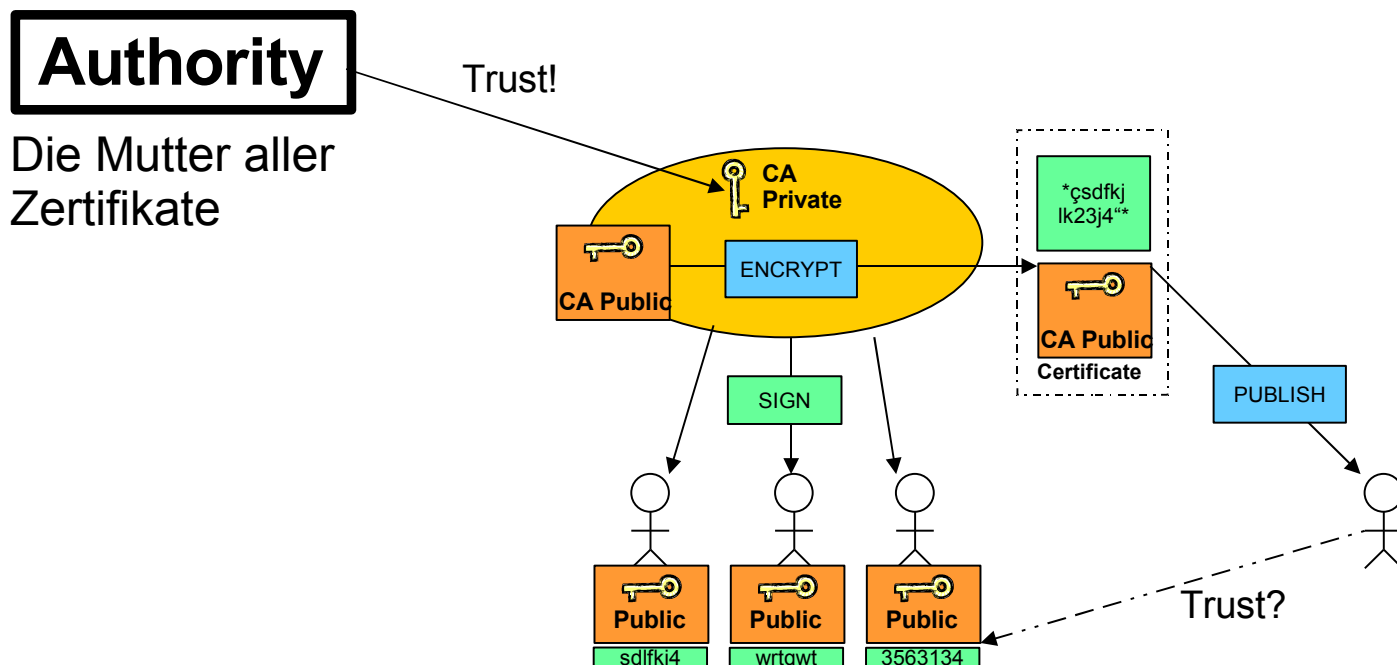 Authority
Trust!
Die Mutter aller
Zertifikate
CA
Private
*çsdfkj
lk23j4“*
ENCRYPT
CA Public
CA Public
Certificate
SIGN
PUBLISH
Public
Public
Public
Trust?
sdlfkj4
wrtgwt
3563134